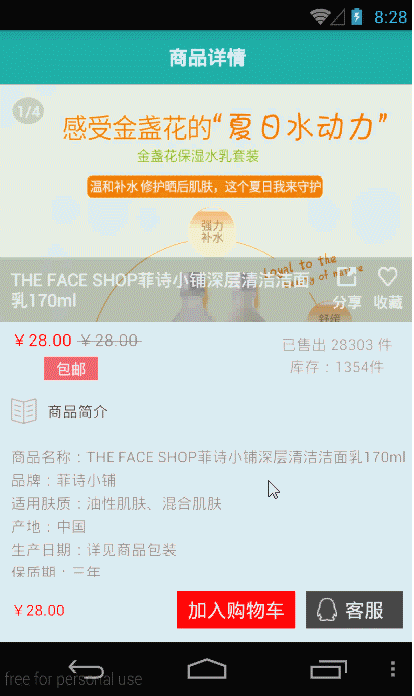 8:28
商品详情
1/4
感受金盏花的“夏日水动力”
金盏花保湿水乳套装
温和补水 修护晒后肌肤，这个夏日我来守护
强力
补水
Loyal to the
of nature
舒缓
THE FACE SHOP菲诗小铺深层清洁洁面
乳170ml
分享 收藏
￥28.00 ￥28.00
已售出 28303 件
包邮
库存：1354件
商品简介
商品名称：THE FACE SHOP菲诗小铺深层清洁洁面乳170ml
品牌：菲诗小铺
适用肤质：油性肌肤、混合肌肤
产地：中国
生产日期：详见商品包装
保质期：三年
￥28.00 加入购物车 客服
free for personal use